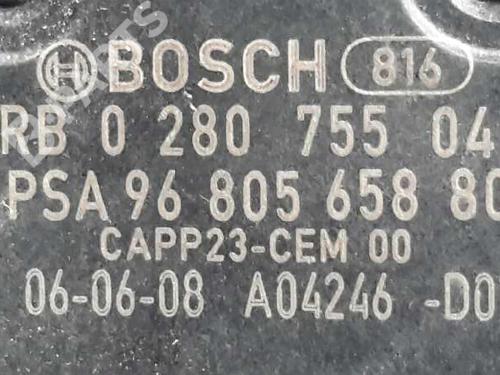 BOSCH 816
RB 0 280 755 04
PSA 96 805 658 80
CAPP23-CEM 00
06-06-08 A04246 -D0